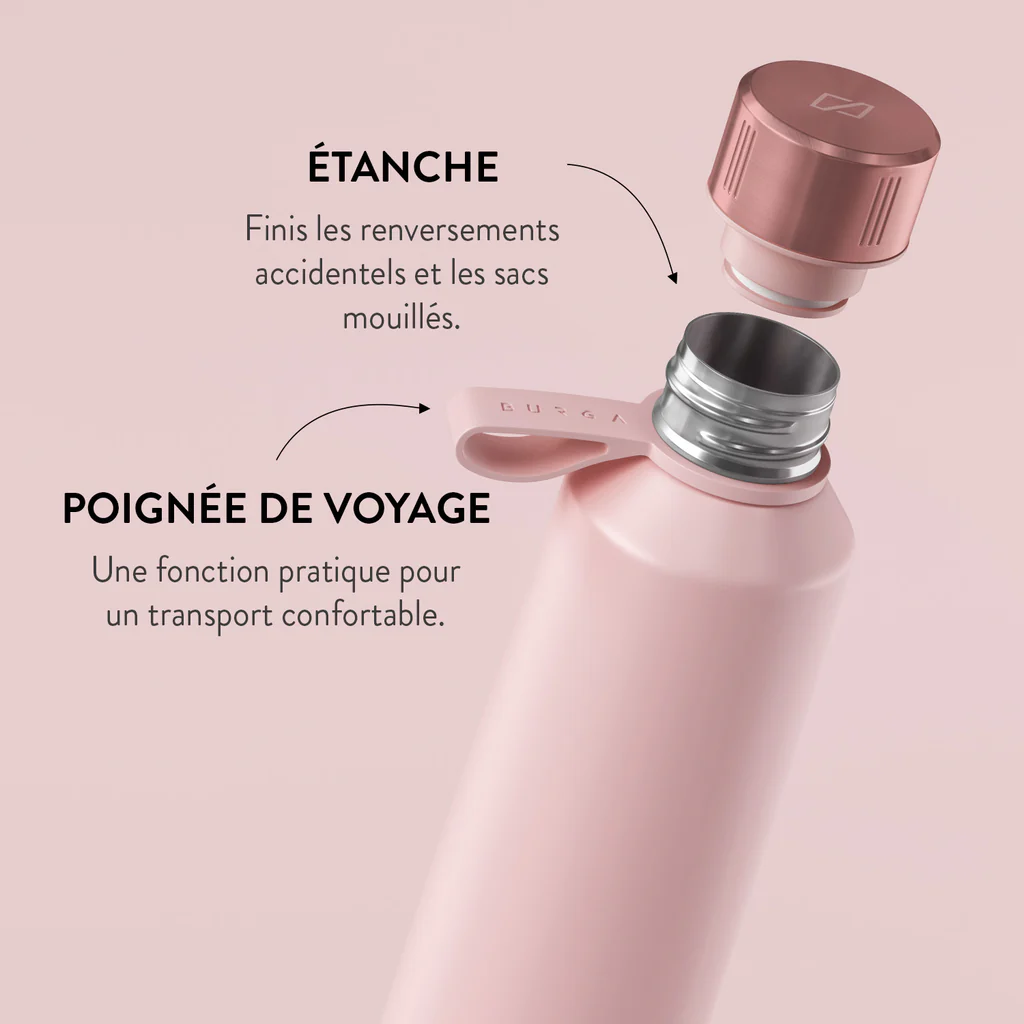 ÉTANCHE
Finis les renversements
accidentels et les sacs
mouillés.
BURGA
POIGNÉE DE VOYAGE
Une fonction pratique pour
un transport confortable.